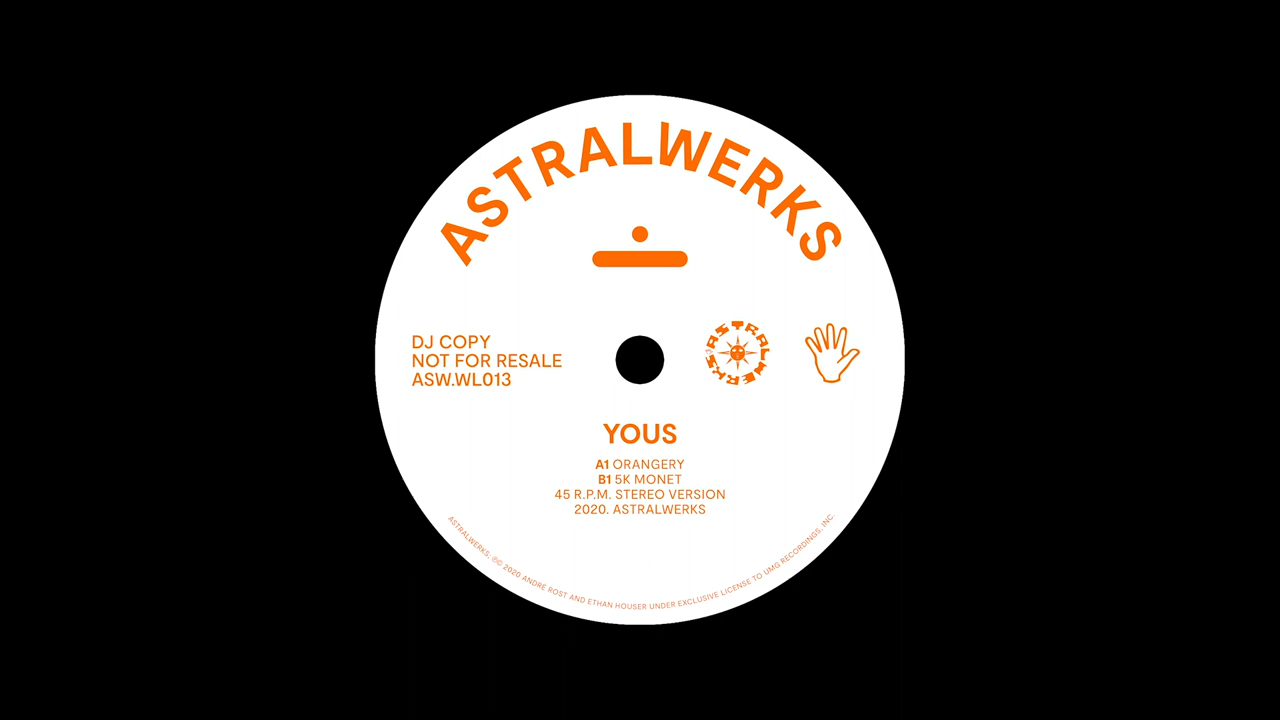 ASTRALWERKS
DJ COPY
NOT FOR RESALE
ASW.WL013
ASTRALWERKS
YOUS
A1 ORANGERY
B1 5K MONET
45 R.P.M. STEREO VERSION
2020. ASTRALWERKS
ASTRALWERKS, ℗© 2020 ANDRE ROST AND ETHAN HOUSER UNDER EXCLUSIVE LICENSE TO UMG RECORDINGS, INC.